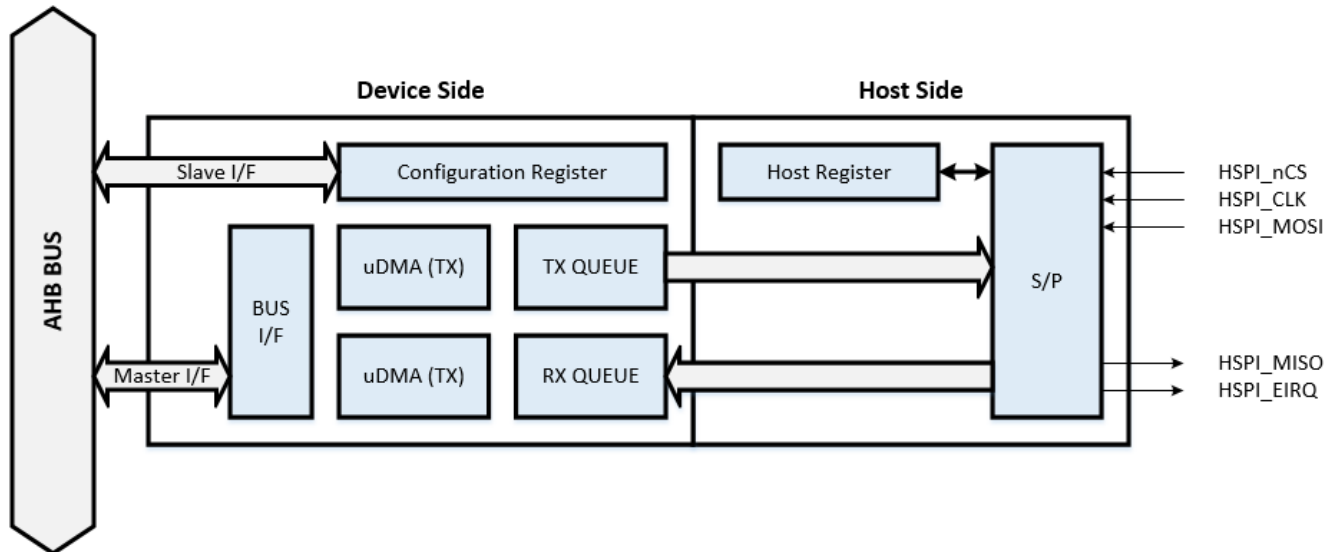 Device Side
Host Side
AHB BUS
Slave I/F
Configuration Register
Host Register
HSPI_nCS
HSPI_CLK
HSPI_MOSI
BUS
I/F
uDMA (TX)
TX QUEUE
S/P
Master I/F
uDMA (TX)
RX QUEUE
HSPI_MISO
HSPI_EIRQ